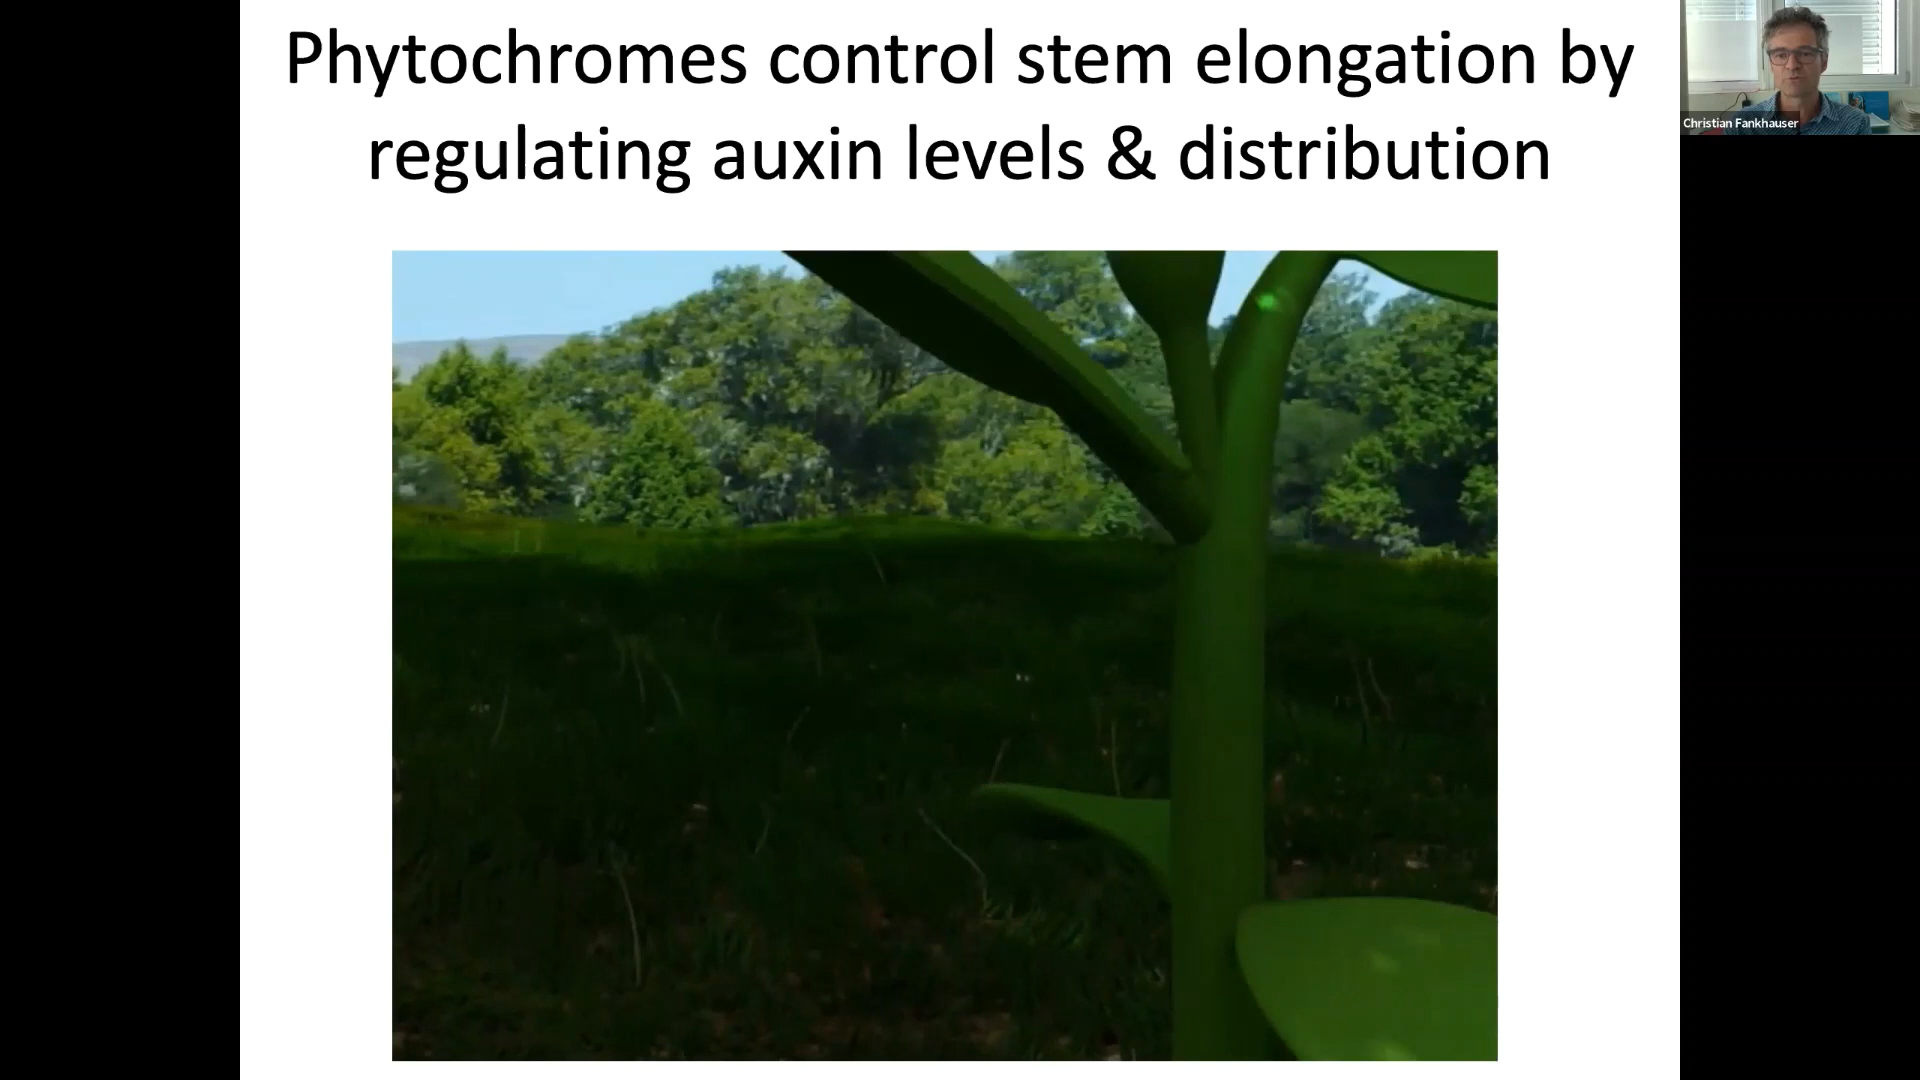 Phytochromes control stem elongation by
regulating auxin levels & distribution
Christian Fankhauser